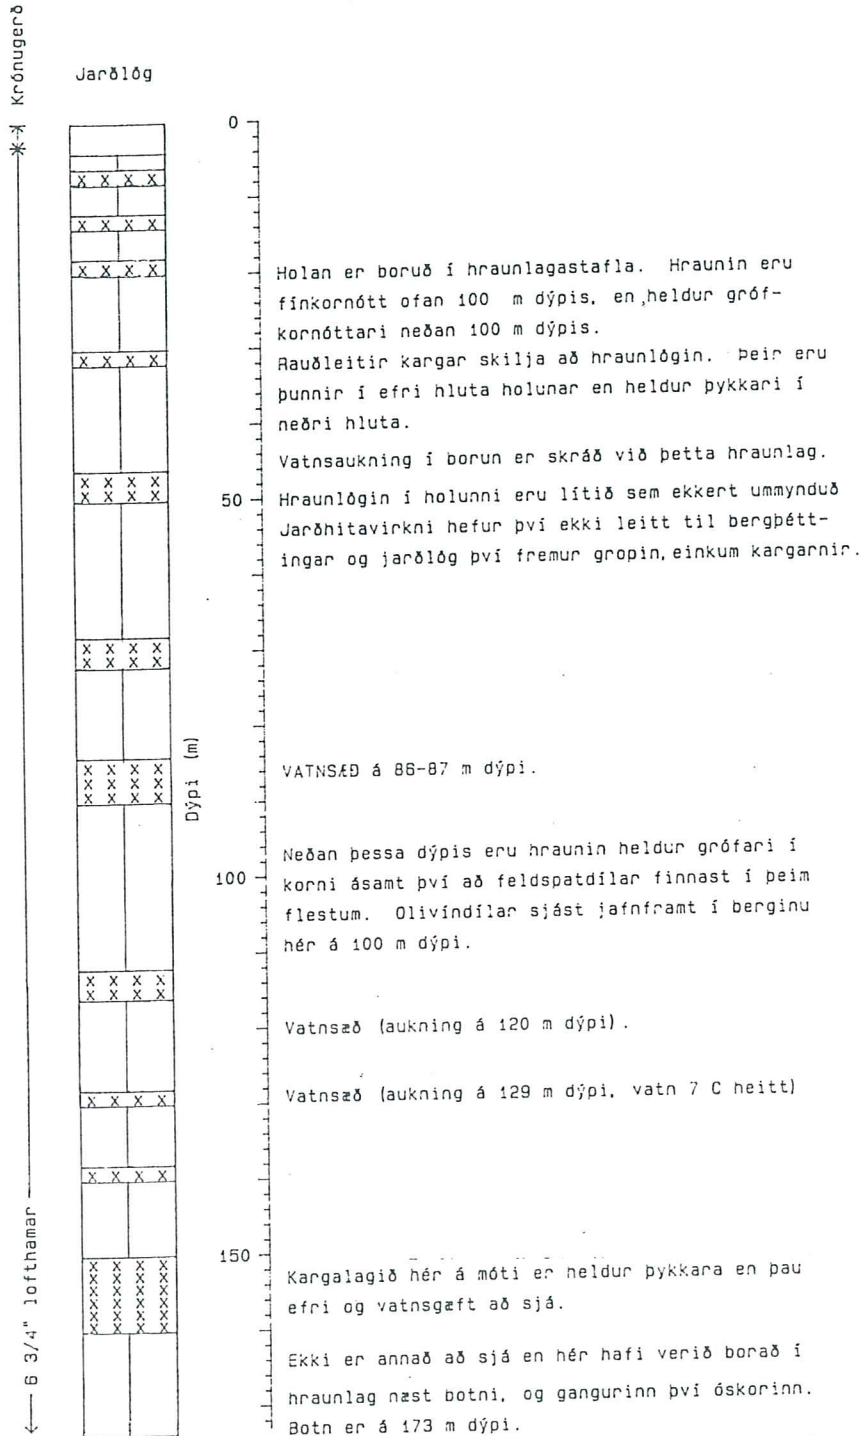 Krónugerð
Jarðlög
0
Holan er boruð í hraunlagastafla. Hraunin eru
fínkornótt ofan 100 m dýpis, en heldur gróf-
kornóttari neðan 100 m dýpis.
Rauðleitir kargar skilja að hraunlögin. Þeir eru
þunnir í efri hluta holunar en heldur þykkari í
neðri hluta.
Vatnsaukning í borun er skráð við þetta hraunlag.
50
Hraunlögin í holunni eru lítið sem ekkert ummynduð
Jarðhitavirkni hefur því ekki leitt til bergþétt-
ingar og jarðlög því fremur gropin, einkum kargarnir.
Dýpi (m)
VATNSÆÐ á 86-87 m dýpi.
Neðan þessa dýpis eru hraunin heldur grófari í
100
korni ásamt því að feldspatdílar finnast í þeim
flestum. Olivíndílar sjást jafnframt í berginu
hér á 100 m dýpi.
Vatnsæð (aukning á 120 m dýpi).
Vatnsæð (aukning á 129 m dýpi, vatn 7 C heitt)
150
Kargalagið hér á móti er heldur þykkara en þau
efri og vatnsgæft að sjá.
Ekki er annað að sjá en hér hafi verið borað í
hraunlag næst botni, og gangurinn því óskorinn.
Botn er á 173 m dýpi.
6 3/4" lofthamar